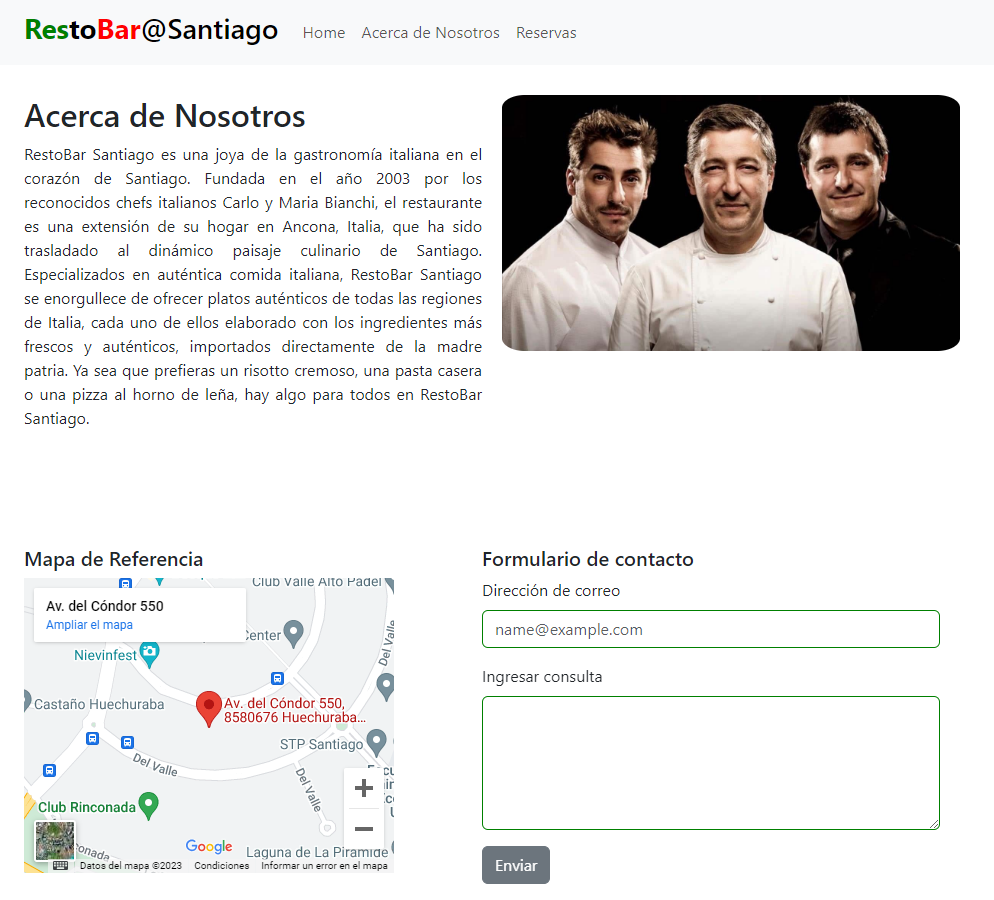 RestoBar@Santiago Home Acerca de Nosotros Reservas
Acerca de Nosotros
RestoBar Santiago es una joya de la gastronomía italiana en el
corazón de Santiago. Fundada en el año 2003 por los
reconocidos chefs italianos Carlo y Maria Bianchi, el restaurante
es una extensión de su hogar en Ancona, Italia, que ha sido
trasladado al dinámico paisaje culinario de Santiago.
Especializados en auténtica comida italiana, RestoBar Santiago
se enorgullece de ofrecer platos auténticos de todas las regiones
de Italia, cada uno de ellos elaborado con los ingredientes más
frescos y auténticos, importados directamente de la madre
patria. Ya sea que prefieras un risotto cremoso, una pasta casera
o una pizza al horno de leña, hay algo para todos en RestoBar
Santiago.
Mapa de Referencia
Club Valle Alto Padel
Av. del Cóndor 550
Ampliar el mapa
Center
Del Valle
Nievinfest
Castaño Huechuraba
Av. del Cóndor 550,
8580676 Huechuraba...
STP Santiago
Del Valle
Del Valle
Club Rinconada
Google
Laguna de La Pirámide
Datos del mapa ©2023 Condiciones Informar un error en el mapa
Formulario de contacto
Dirección de correo
name@example.com
Ingresar consulta
Enviar